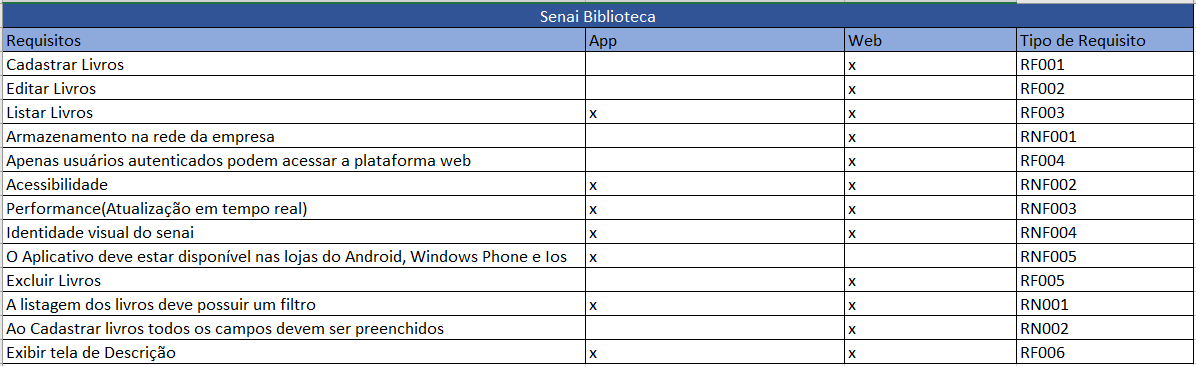 Senai Biblioteca
Requisitos App Web Tipo de Requisito
Cadastrar Livros x RF001
Editar Livros x RF002
Listar Livros x x RF003
Armazenamento na rede da empresa x RNF001
Apenas usuários autenticados podem acessar a plataforma web x RF004
Acessibilidade x x RNF002
Performance(Atualização em tempo real) x x RNF003
Identidade visual do senai x x RNF004
O Aplicativo deve estar disponível nas lojas do Android, Windows Phone e Ios x RNF005
Excluir Livros x RF005
A listagem dos livros deve possuir um filtro x x RN001
Ao Cadastrar livros todos os campos devem ser preenchidos x RN002
Exibir tela de Descrição x x RF006